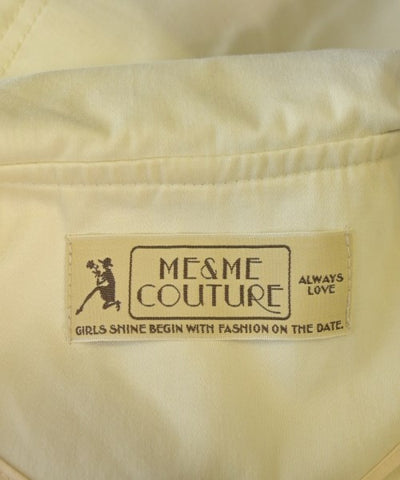 ME&ME
COUTURE
ALWAYS
LOVE
GIRLS SHINE BEGIN WITH FASHION ON THE DATE.